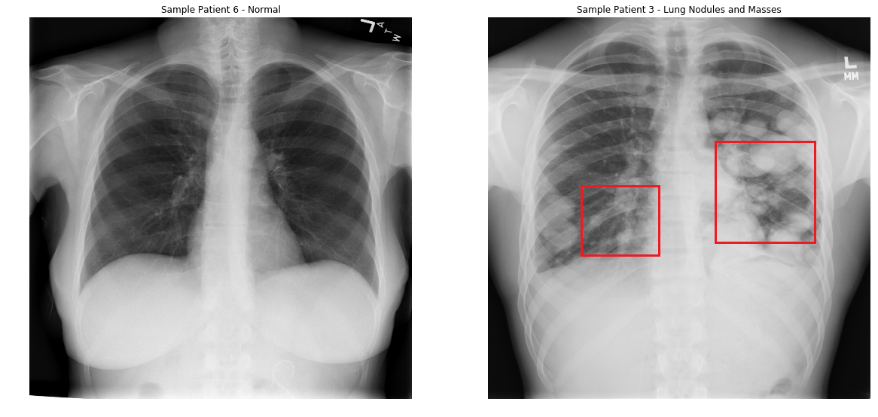 Sample Patient 6 - Normal
L
A T W
Sample Patient 3 - Lung Nodules and Masses
L
MM